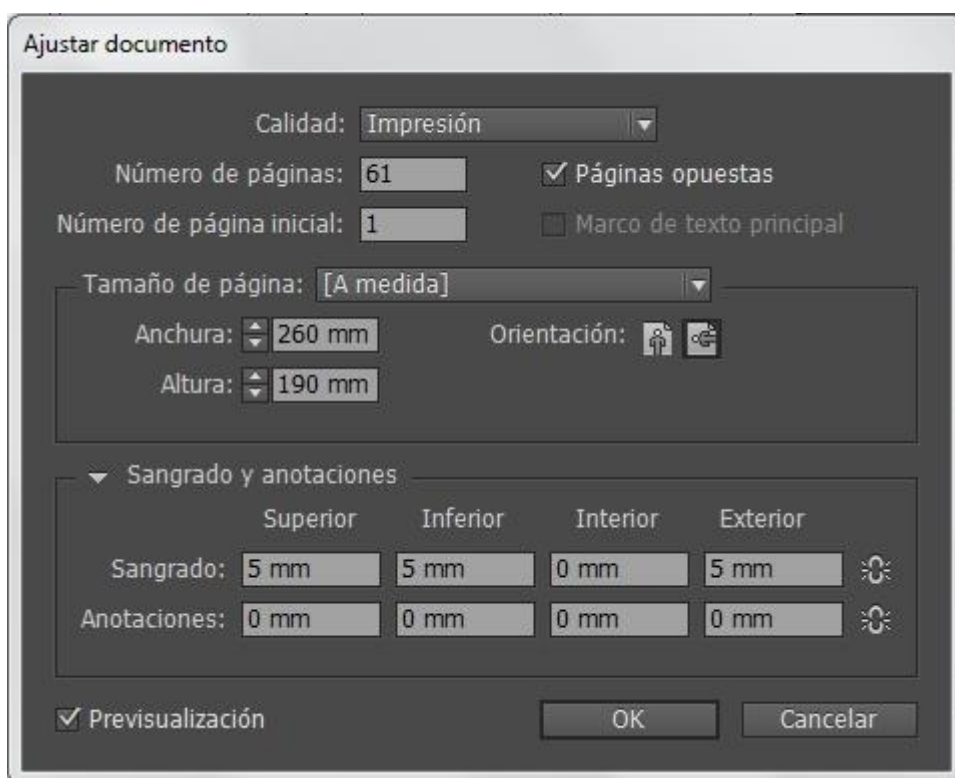 Ajustar documento
Calidad: Impresión
Número de páginas: 61 Páginas opuestas
Número de página inicial: 1 Marco de texto principal
Tamaño de página: [A medida]
Anchura: 260 mm Orientación:
Altura: 190 mm
Sangrado y anotaciones
Superior Inferior Interior Exterior
Sangrado: 5 mm 5 mm 0 mm 5 mm
Anotaciones: 0 mm 0 mm 0 mm 0 mm
Previsualización OK Cancelar